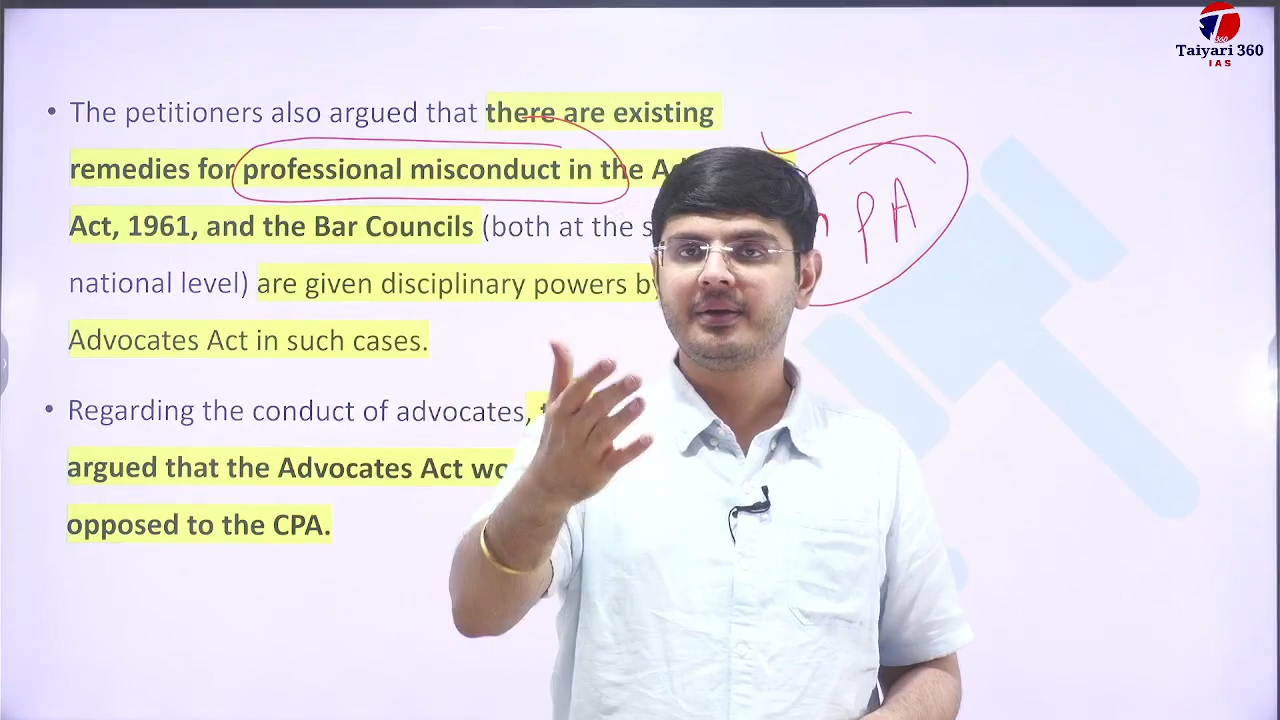 Taiyari 360
IAS
• The petitioners also argued that there are existing
remedies for professional misconduct in the
Act, 1961, and the Bar Councils (both at the
national level) are given disciplinary powers
Advocates Act in such cases.
• Regarding the conduct of advocates,
argued that the Advocates Act
opposed to the CPA.
PA